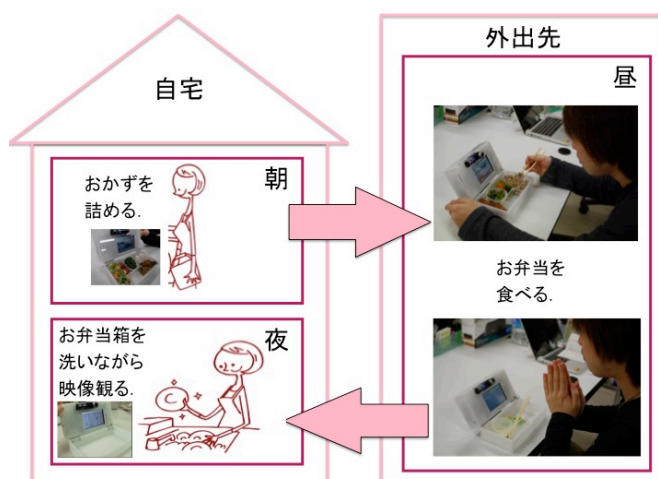 自宅
朝
おかずを
詰める.
外出先
昼
お弁当を
食べる.
夜
お弁当箱を
洗いながら
映像観る.